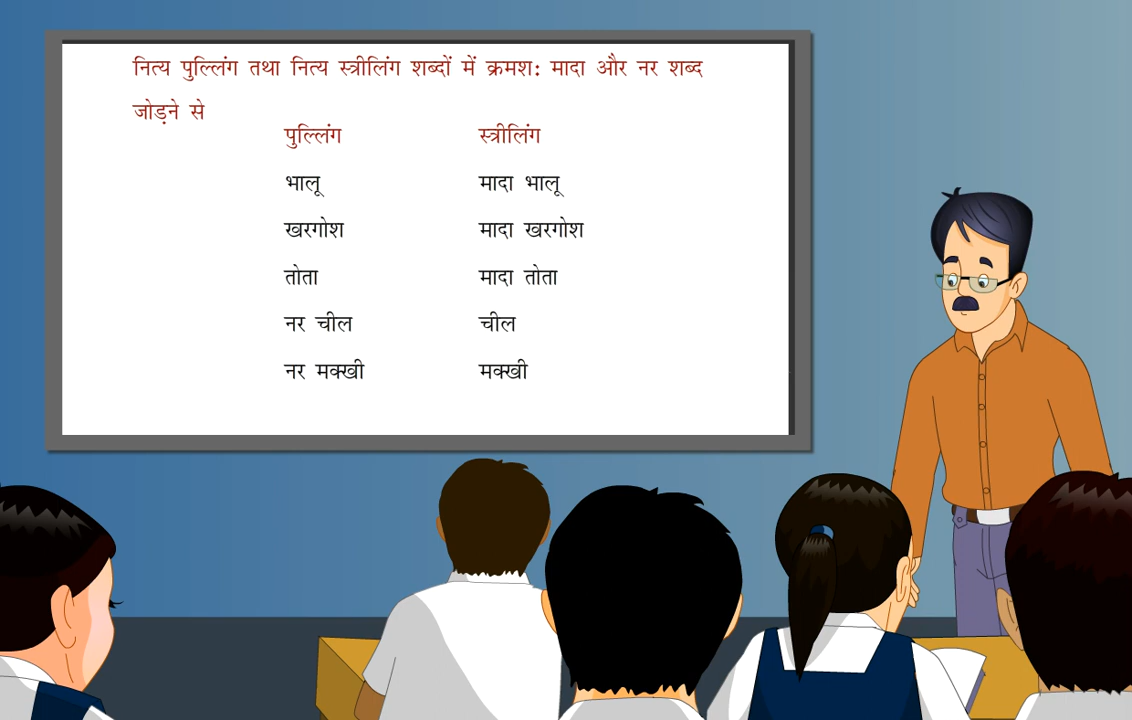 नित्य पुल्लिंग तथा नित्य स्त्रीलिंग शब्दों में क्रमश: मादा और नर शब्द
जोड़ने से
पुल्लिंग स्त्रीलिंग
भालू मादा भालू
खरगोश मादा खरगोश
तोता मादा तोता
नर चील चील
नर मक्खी मक्खी